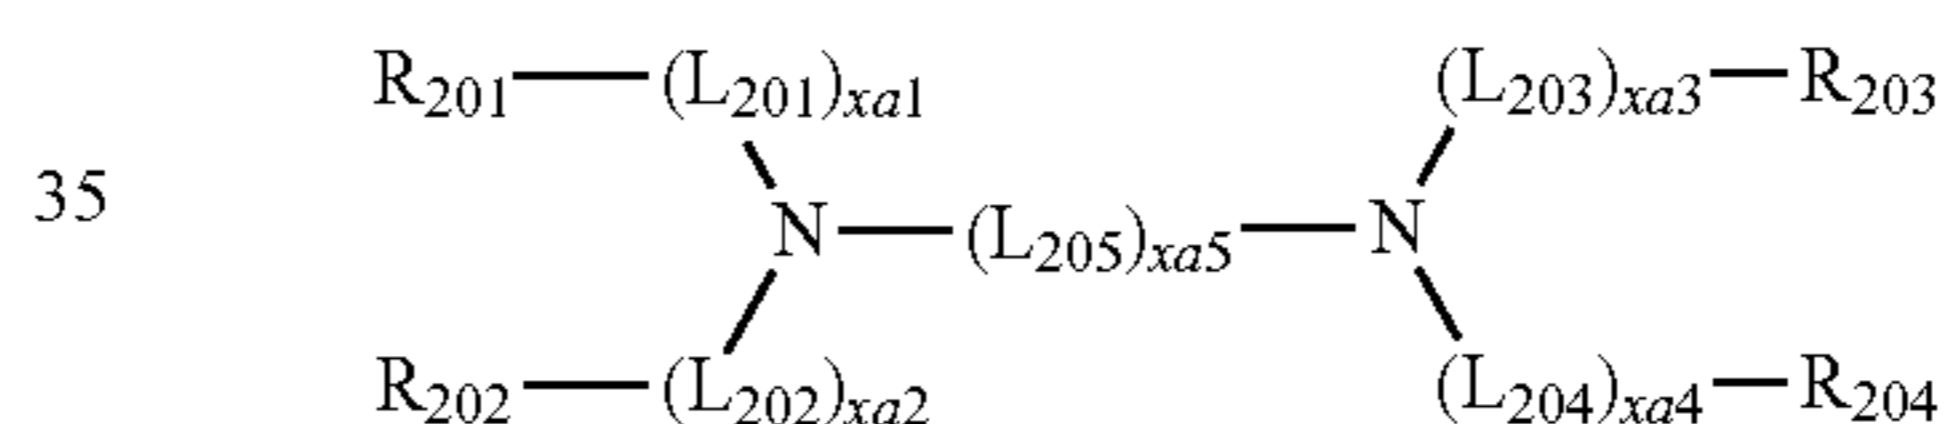 R201—(L201)xa1 (L203)xa3—R203
35
N—(L205)xa5—N
R202—(L202)xa2 (L204)xa4—R204